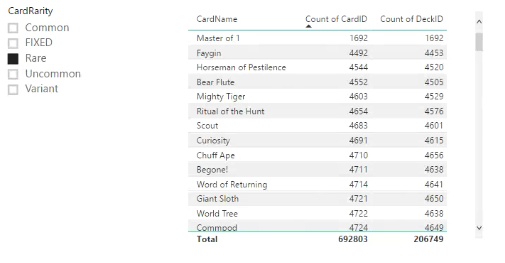 CardRarity
Common
FIXED
Rare
Uncommon
Variant
CardName Count of CardID Count of DeckID
Master of 1 1692 1692
Faygin 4492 4453
Horseman of Pestilence 4544 4520
Bear Flute 4552 4505
Mighty Tiger 4603 4529
Ritual of the Hunt 4654 4576
Scout 4683 4601
Curiosity 4691 4615
Chuff Ape 4710 4656
Begone! 4711 4638
Word of Returning 4714 4641
Giant Sloth 4721 4650
World Tree 4722 4638
Commpod 4724 4649
Total 692803 206749